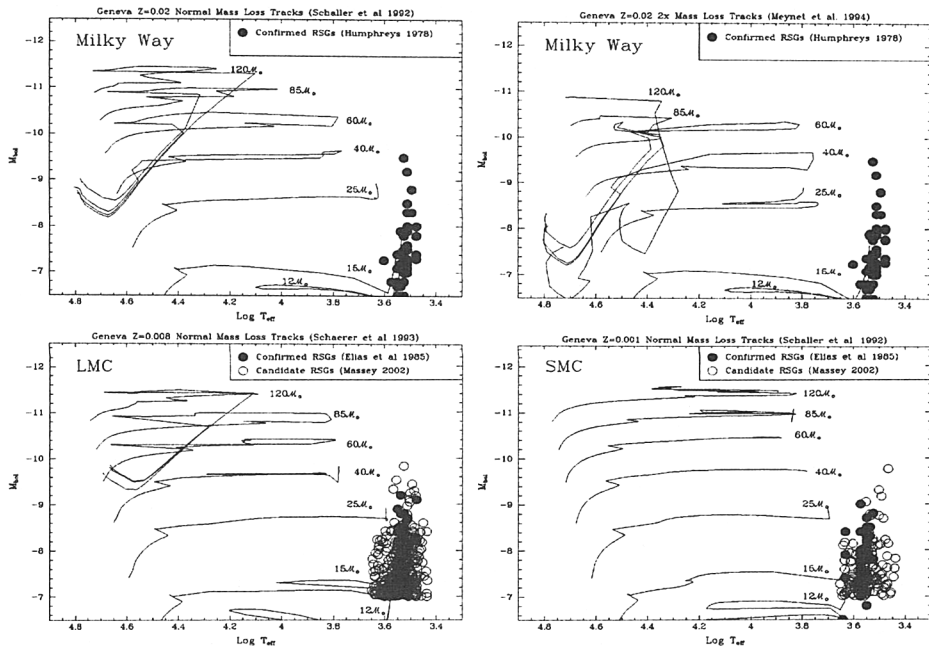 Geneva Z=0.02 Normal Mass Loss Tracks (Schaller et al 1992)
Milky Way
Confirmed RSGs (Humphreys 1978)
120M⊙
85M⊙
60M⊙
40M⊙
25M⊙
15M⊙
12M⊙
-12
-11
-10
-9
-8
-7
M_bol
4.8 4.6 4.4 4.2 4 3.8 3.6 3.4
Log T_eff
Geneva Z=0.02 2x Mass Loss Tracks (Meynet et al. 1994)
Milky Way
Confirmed RSGs (Humphreys 1978)
120M⊙
85M⊙
60M⊙
40M⊙
25M⊙
15M⊙
12M⊙
-12
-11
-10
-9
-8
-7
M_bol
4.8 4.6 4.4 4.2 4 3.8 3.6 3.4
Log T_eff
Geneva Z=0.008 Normal Mass Loss Tracks (Schaerer et al 1993)
LMC
Confirmed RSGs (Elias et al 1985)
Candidate RSGs (Massey 2002)
120M⊙
85M⊙
60M⊙
40M⊙
25M⊙
15M⊙
12M⊙
-12
-11
-10
-9
-8
-7
M_bol
4.8 4.6 4.4 4.2 4 3.8 3.6 3.4
Log T_eff
Geneva Z=0.001 Normal Mass Loss Tracks (Schaller et al 1992)
SMC
Confirmed RSGs (Elias et al 1985)
Candidate RSGs (Massey 2002)
120M⊙
85M⊙
60M⊙
40M⊙
25M⊙
15M⊙
12M⊙
-12
-11
-10
-9
-8
-7
M_bol
4.8 4.6 4.4 4.2 4 3.8 3.6 3.4
Log T_eff